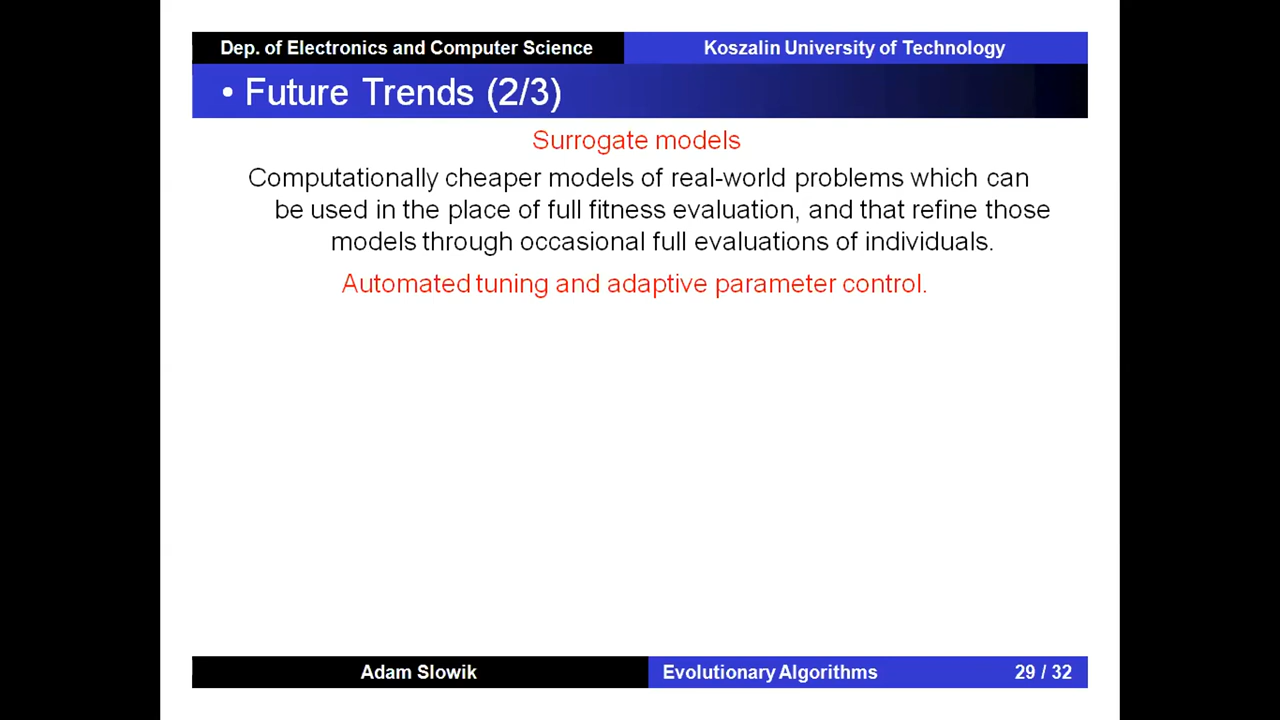 Dep. of Electronics and Computer Science
Koszalin University of Technology
• Future Trends (2/3)
Surrogate models
Computationally cheaper models of real-world problems which can
be used in the place of full fitness evaluation, and that refine those
models through occasional full evaluations of individuals.
Automated tuning and adaptive parameter control.
Adam Slowik
Evolutionary Algorithms
29 / 32